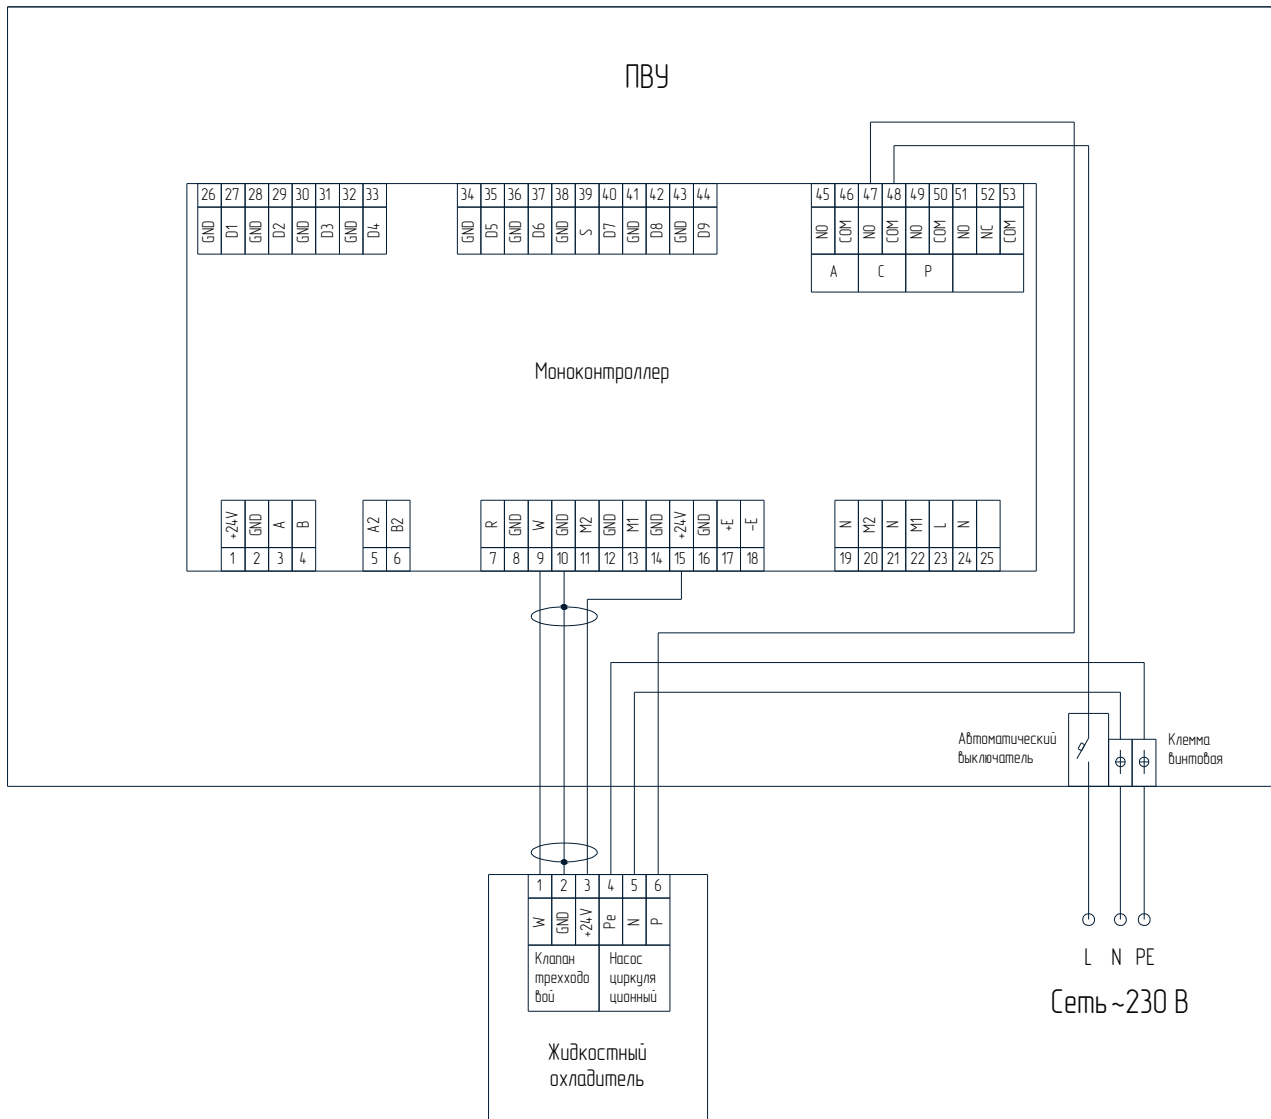 ПВУ
26 27 28 29 30 31 32 33
GND D1 GND D2 GND D3 GND D4
34 35 36 37 38 39 40 41 42 43 44
GND D5 GND D6 GND S D7 GND D8 GND D9
45 46 47 48 49 50 51 52 53
NO COM NO COM NO COM NO NC COM
A C P
Моноконтроллер
+24V GND A B
1 2 3 4
A2 B2
5 6
R GND W GND M2 GND M1 GND +24V GND +E -E
7 8 9 10 11 12 13 14 15 16 17 18
N M2 N M1 L N
19 20 21 22 23 24 25
Автоматический
выключатель
Клемма
винтовая
1 2 3 4 5 6
W GND +24V Pe N P
Клапан
трехходо
вой
Насос
циркуля
ционный
Жидкостный
охладитель
L N PE
Сеть ~230 В